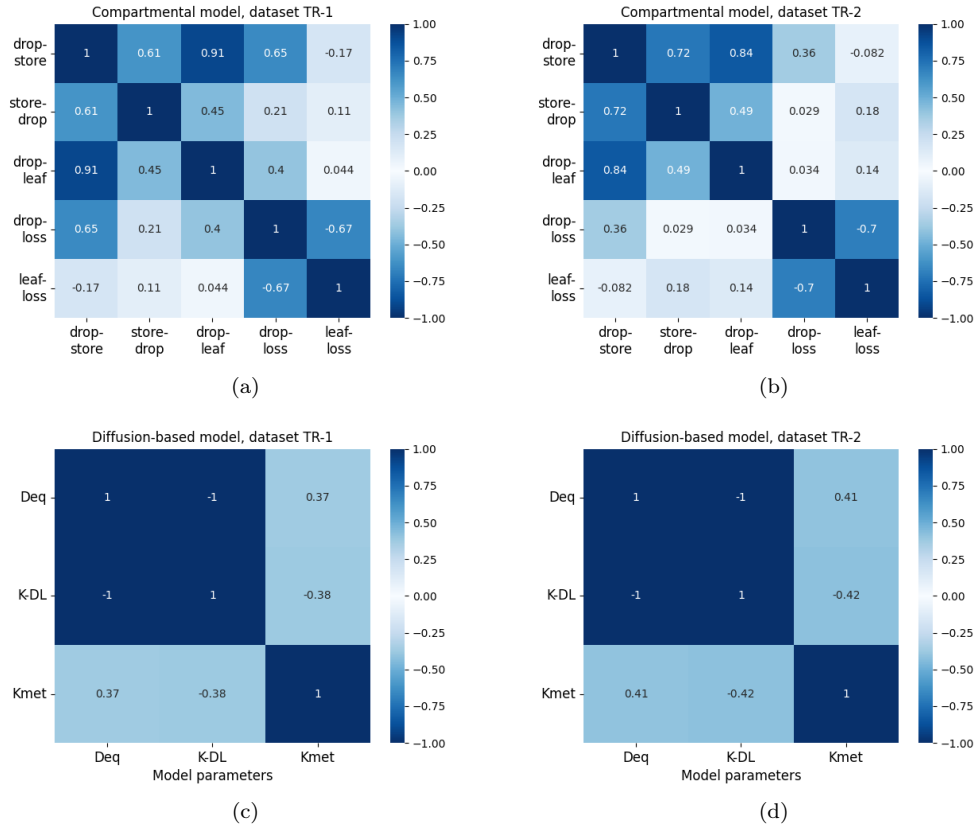 Compartmental model, dataset TR-1
drop-
store
1 0.61 0.91 0.65 -0.17
store-
drop
0.61 1 0.45 0.21 0.11
drop-
leaf
0.91 0.45 1 0.4 0.044
drop-
loss
0.65 0.21 0.4 1 -0.67
leaf-
loss
-0.17 0.11 0.044 -0.67 1
drop- store- drop- drop- leaf-
store drop leaf loss loss
1.00
0.75
0.50
0.25
0.00
−0.25
−0.50
−0.75
−1.00
(a)
Compartmental model, dataset TR-2
drop-
store
1 0.72 0.84 0.36 -0.082
store-
drop
0.72 1 0.49 0.029 0.18
drop-
leaf
0.84 0.49 1 0.034 0.14
drop-
loss
0.36 0.029 0.034 1 -0.7
leaf-
loss
-0.082 0.18 0.14 -0.7 1
drop- store- drop- drop- leaf-
store drop leaf loss loss
1.00
0.75
0.50
0.25
0.00
−0.25
−0.50
−0.75
−1.00
(b)
Diffusion-based model, dataset TR-1
Deq 1 -1 0.37
K-DL -1 1 -0.38
Kmet 0.37 -0.38 1
Deq K-DL Kmet
Model parameters
1.00
0.75
0.50
0.25
0.00
−0.25
−0.50
−0.75
−1.00
(c)
Diffusion-based model, dataset TR-2
Deq 1 -1 0.41
K-DL -1 1 -0.42
Kmet 0.41 -0.42 1
Deq K-DL Kmet
Model parameters
1.00
0.75
0.50
0.25
0.00
−0.25
−0.50
−0.75
−1.00
(d)